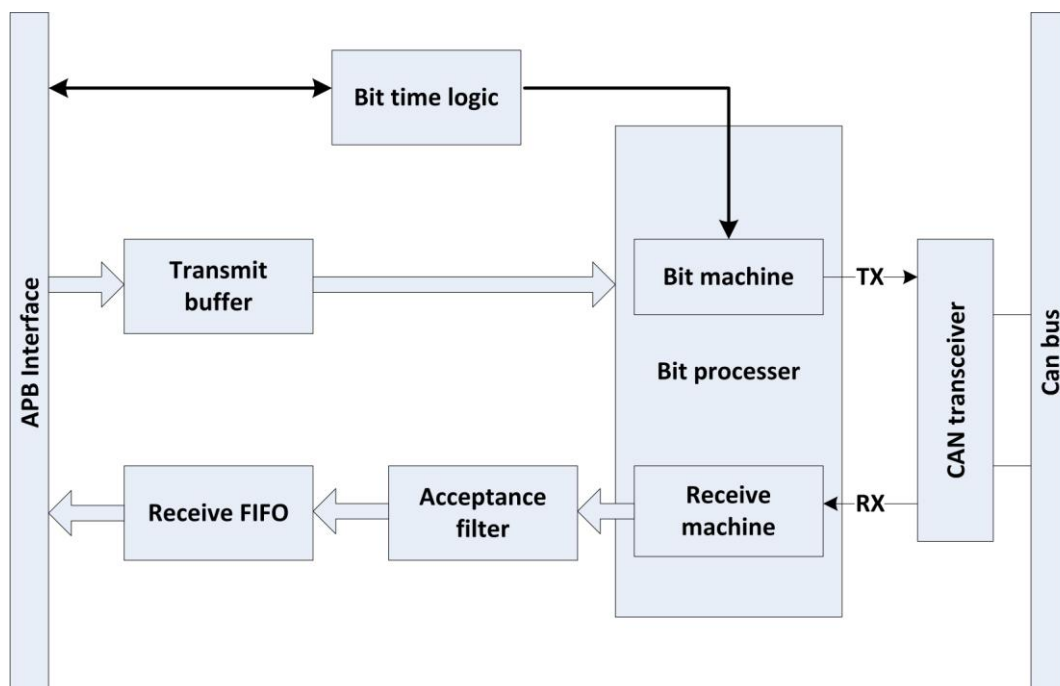 APB Interface
Bit time logic
Transmit
buffer
Bit machine
TX
Bit processer
CAN transceiver
Can bus
Receive FIFO
Acceptance
filter
Receive
machine
RX